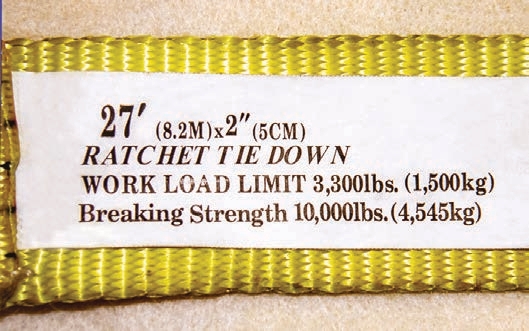 27' (8.2M)x2" (5CM)
RATCHET TIE DOWN
WORK LOAD LIMIT 3,300lbs. (1,500kg)
Breaking Strength 10,000lbs.(4,545kg)